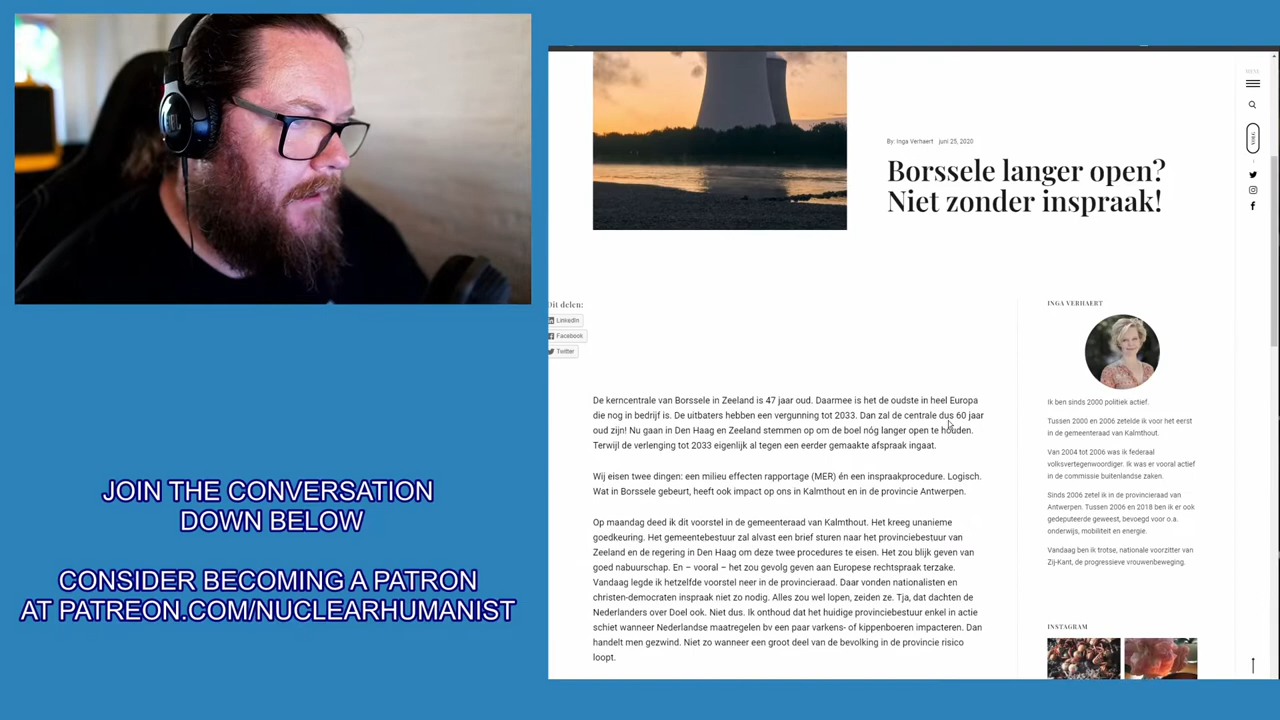 JOIN THE CONVERSATION
DOWN BELOW
CONSIDER BECOMING A PATRON
AT PATREON.COM/NUCLEARHUMANIST
By: Inga Verhaert juni 25, 2020
Borssele langer open?
Niet zonder inspraak!
MENU
VOLG
Dit delen:
LinkedIn
Facebook
Twitter
De kerncentrale van Borssele in Zeeland is 47 jaar oud. Daarmee is het de oudste in heel Europa
die nog in bedrijf is. De uitbaters hebben een vergunning tot 2033. Dan zal de centrale dus 60 jaar
oud zijn! Nu gaan in Den Haag en Zeeland stemmen op om de boel nóg langer open te houden.
Terwijl de verlenging tot 2033 eigenlijk al tegen een eerder gemaakte afspraak ingaat.
Wij eisen twee dingen: een milieu effecten rapportage (MER) én een inspraakprocedure. Logisch.
Wat in Borssele gebeurt, heeft ook impact op ons in Kalmthout en in de provincie Antwerpen.
Op maandag deed ik dit voorstel in de gemeenteraad van Kalmthout. Het kreeg unanieme
goedkeuring. Het gemeentebestuur zal alvast een brief sturen naar het provinciebestuur van
Zeeland en de regering in Den Haag om deze twee procedures te eisen. Het zou blijk geven van
goed nabuurschap. En – vooral – het zou gevolg geven aan Europese rechtspraak terzake.
Vandaag legde ik hetzelfde voorstel neer in de provincieraad. Daar vonden nationalisten en
christen-democraten inspraak niet zo nodig. Alles zou wel lopen, zeiden ze. Tja, dat dachten de
Nederlanders over Doel ook. Niet dus. Ik onthoud dat het huidige provinciebestuur enkel in actie
schiet wanneer Nederlandse maatregelen bv een paar varkens- of kippenboeren impacteren. Dan
handelt men gezwind. Niet zo wanneer een groot deel van de bevolking in de provincie risico
loopt.
INGA VERHAERT
Ik ben sinds 2000 politiek actief.
Tussen 2000 en 2006 zetelde ik voor het eerst
in de gemeenteraad van Kalmthout.
Van 2004 tot 2006 was ik federaal
volksvertegenwoordiger. Ik was er vooral actief
in de commissie buitenlandse zaken.
Sinds 2006 zetel ik in de provincieraad van
Antwerpen. Tussen 2006 en 2018 ben ik er ook
gedeputeerde geweest, bevoegd voor o.a.
onderwijs, mobiliteit en energie.
Vandaag ben ik trotse, nationale voorzitter van
Zij-Kant, de progressieve vrouwenbeweging.
INSTAGRAM